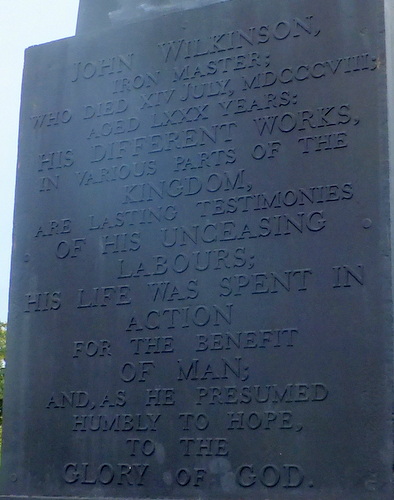 JOHN WILKINSON,
IRON MASTER;
WHO DIED XIV JULY, MDCCCVIII;
AGED LXXX YEARS:
HIS DIFFERENT WORKS,
IN VARIOUS PARTS OF THE
KINGDOM,
ARE LASTING TESTIMONIES
OF HIS UNCEASING
LABOURS;
HIS LIFE WAS SPENT IN
ACTION
FOR THE BENEFIT
OF MAN;
AND, AS HE PRESUMED
HUMBLY TO HOPE,
TO THE
GLORY OF GOD.